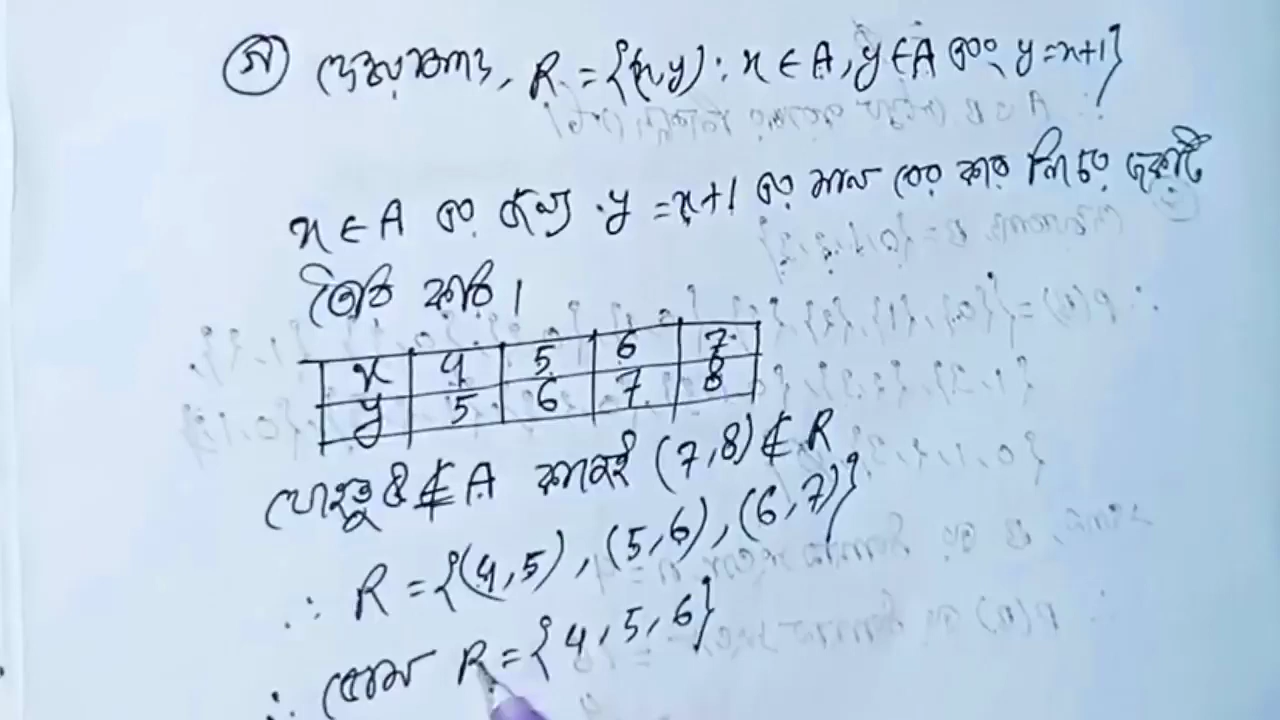 গ দেওয়া আছে, R = {(x,y) : x ∈ A, y ∈ A এবং y = x+1}
x ∈ A এর জন্য y = x+1 এর মান বের করে নিচের ছকটি
তৈরি করি।
x 4 5 6 7
y 5 6 7 8
যেহেতু 8 ∉ A কাজেই (7,8) ∉ R
∴ R = {(4,5), (5,6), (6,7)}
∴ ডোম R = {4, 5, 6}